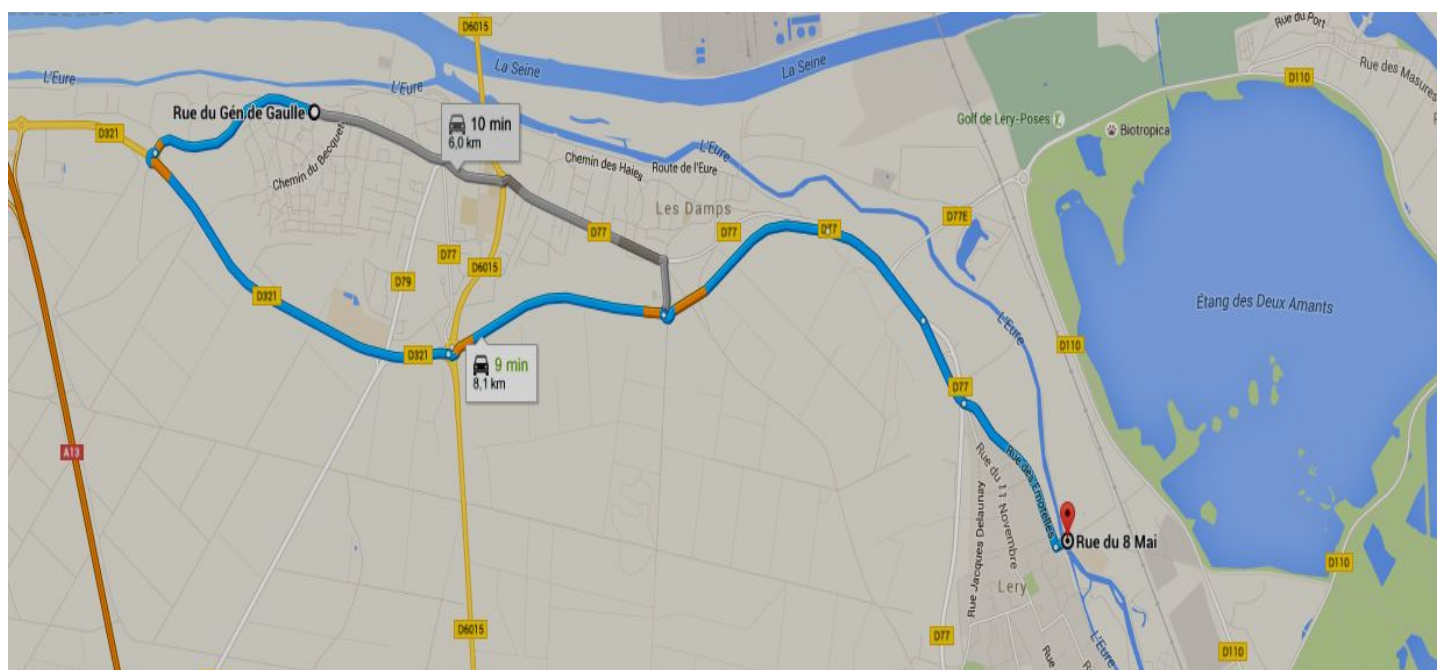 D6015
Rue du Port
La Seine
La Seine
Rue des Masures
L'Eure
L'Eure
D110
Rue du Gén de Gaulle
D321
10 min
6,0 km
Golf de Léry-Poses
Biotropica
L'Eure
Chemin des Haies
Route de l'Eure
Chemin du Becquet
Les Damps
D77E
D77
D77
D77
D77
D6015
D79
D321
Étang des Deux Amants
L'Eure
D110
D321
9 min
8,1 km
D77
A13
Rue des Emorelles
Rue du 11 Novembre
Rue Jacques Delaunay
Rue du 8 Mai
D110
Lery
D6015
D77
L'Eure
D110
Rue
Rue